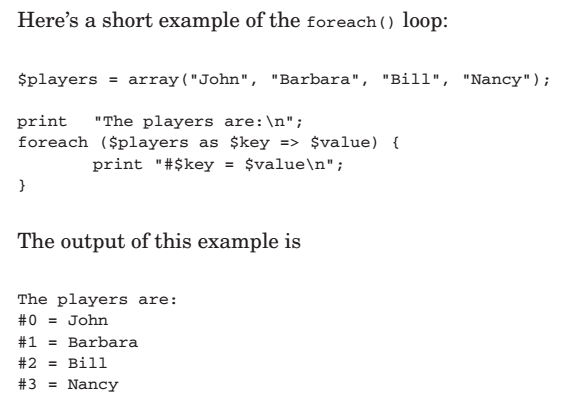 Here’s a short example of the foreach() loop:
$players = array("John", "Barbara", "Bill", "Nancy");
print   "The players are:\n";
foreach ($players as $key => $value) {
        print "#$key = $value\n";
}
The output of this example is
The players are:
#0 = John
#1 = Barbara
#2 = Bill
#3 = Nancy